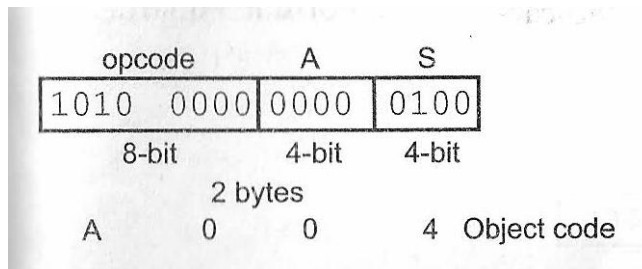 opcode A S
1010 0000 0000 0100
8-bit 4-bit 4-bit
2 bytes
A 0 0 4 Object code